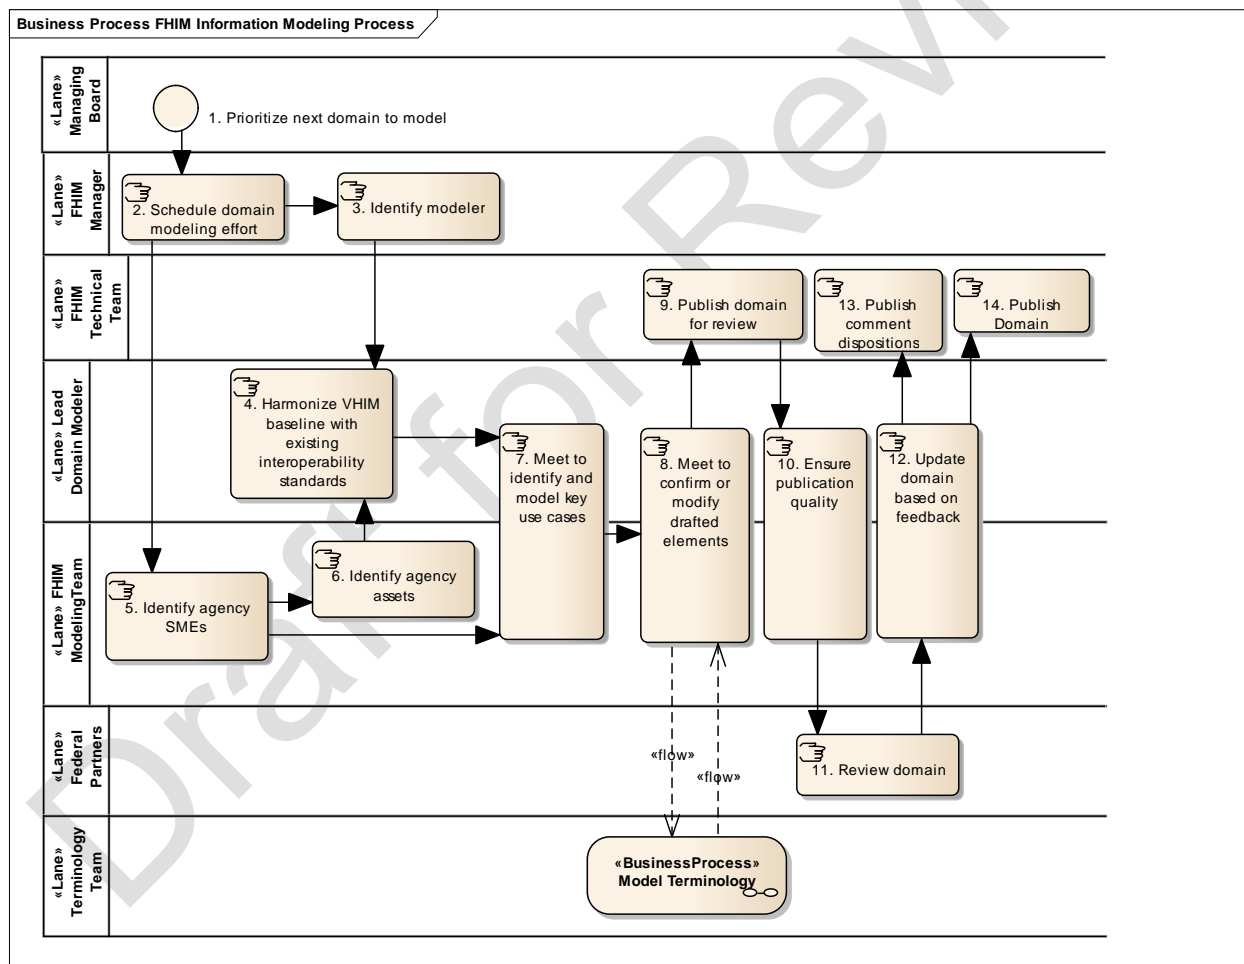 Business Process FHIM Information Modeling Process
«Lane»
Managing
Board
1. Prioritize next domain to model
«Lane»
FHIM
Manager
2. Schedule domain
modeling effort
3. Identify modeler
«Lane»
FHIM
Technical
Team
9. Publish domain
for review
13. Publish
comment
dispositions
14. Publish
Domain
«Lane» Lead
Domain Modeler
4. Harmonize VHIM
baseline with
existing
interoperability
standards
7. Meet to
identify and
model key
use cases
8. Meet to
confirm or
modify
drafted
elements
10. Ensure
publication
quality
12. Update
domain
based on
feedback
«Lane» FHIM
ModelingTeam
5. Identify agency
SMEs
6. Identify agency
assets
«Lane»
Federal
Partners
«flow»
«flow»
11. Review domain
«Lane»
Terminology
Team
«BusinessProcess»
Model Terminology
Draft for Revi